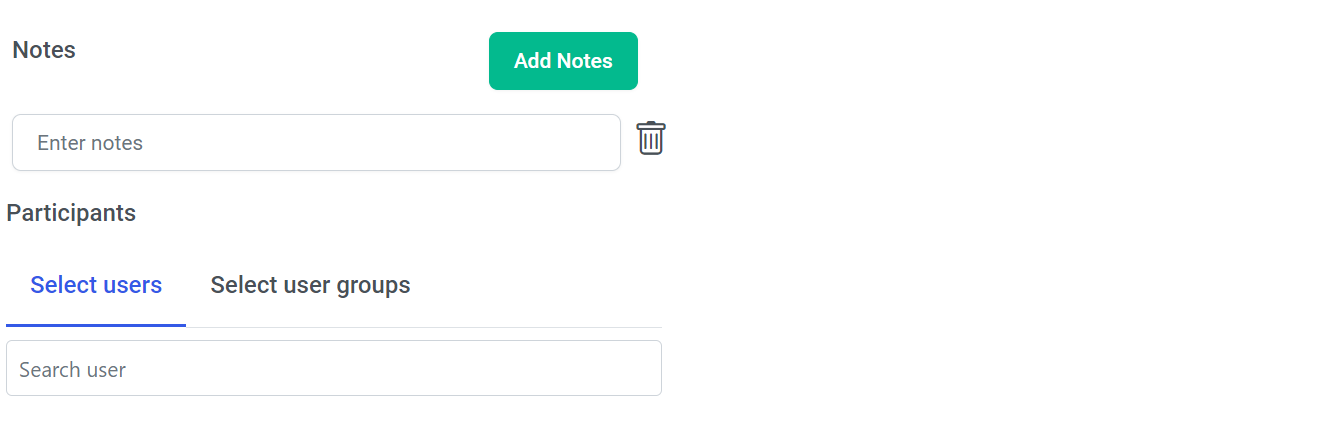 Notes
Add Notes
Enter notes
Participants
Select users
Select user groups
Search user